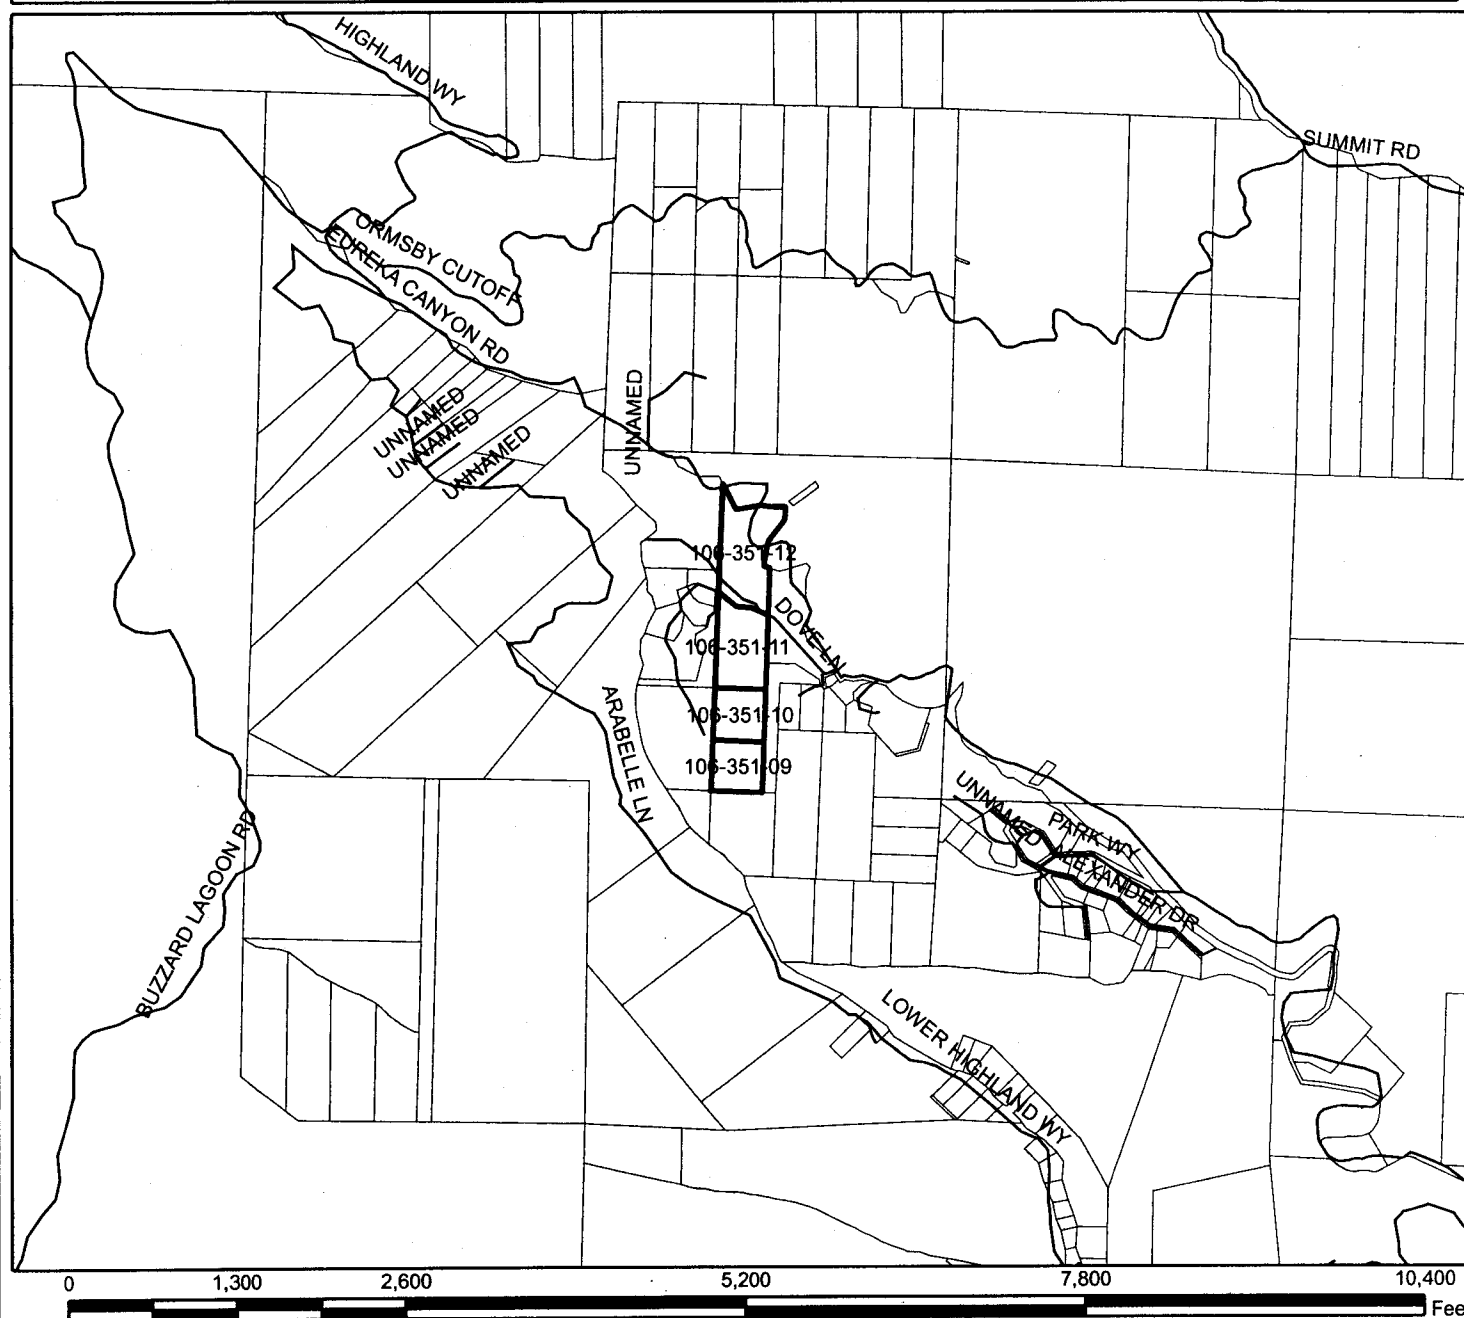 HIGHLAND WY
SUMMIT RD
ORMSBY CUTOFF
EUREKA CANYON RD
UNNAMED
UNNAMED
UNNAMED
UNNAMED
106-351-12
DOVE LN
106-351-11
ARABELLE LN
106-351-10
106-351-09
UNNAMED
PARK WY
ALEXANDER DR
BUZZARD LAGOON RD
LOWER HIGHLAND WY
0 1,300 2,600 5,200 7,800 10,400
Fee